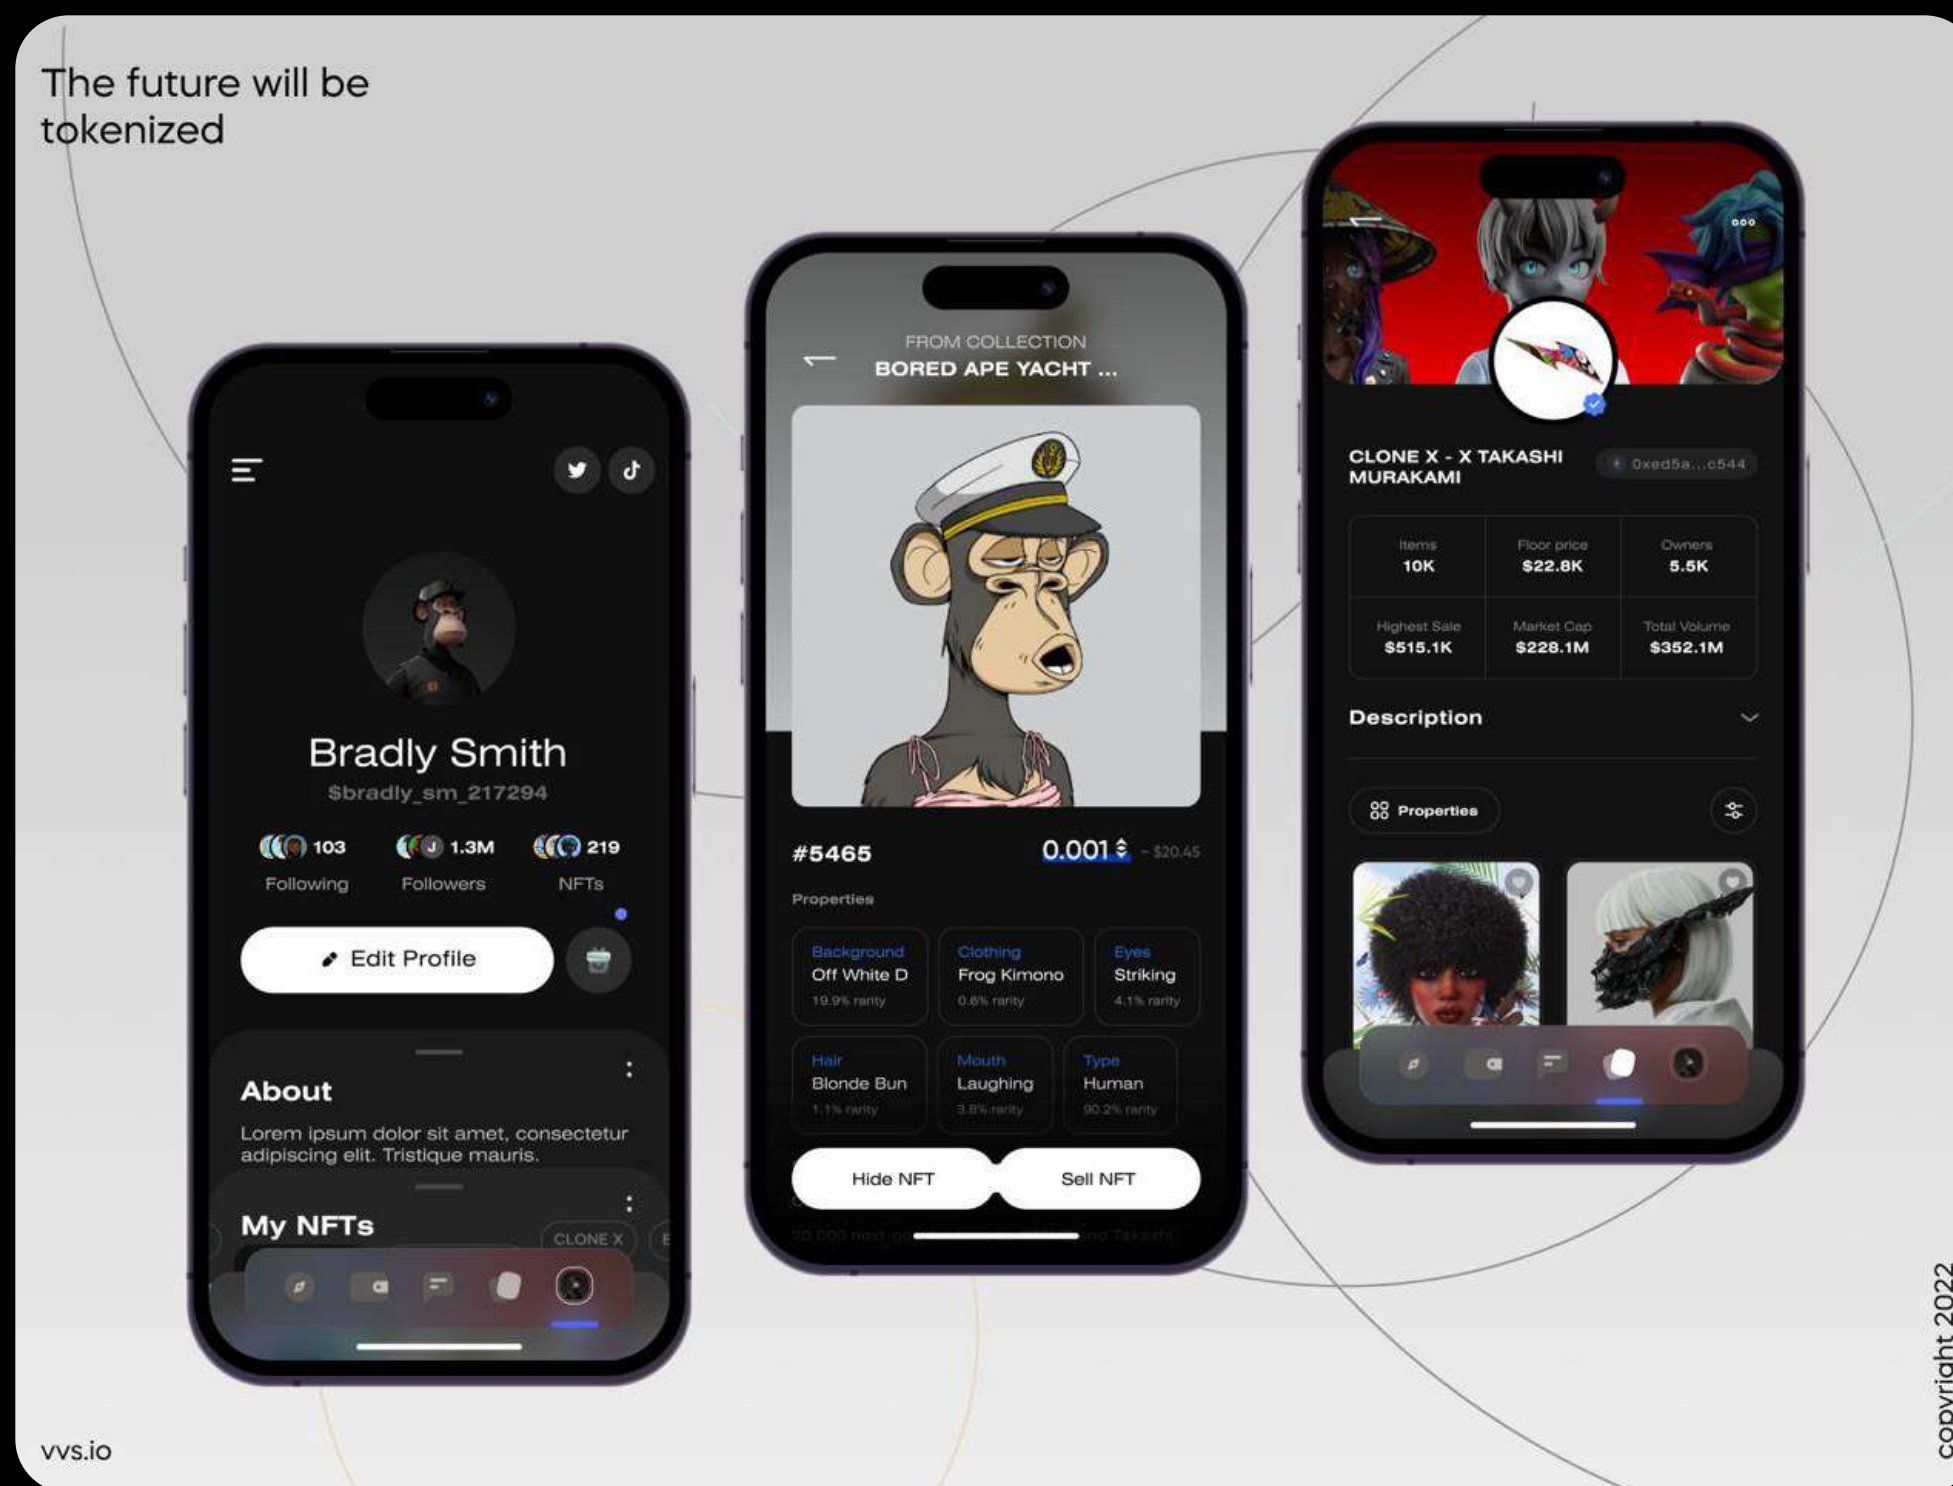 The future will be
tokenized
Bradly Smith
$bradly_sm_217294
103
1.3M
219
Following
Followers
NFTs
Edit Profile
About
Lorem ipsum dolor sit amet, consectetur
adipiscing elit. Tristique mauris.
My NFTs
CLONE X
FROM COLLECTION
BORED APE YACHT ...
#5465
0.001
~ $20.45
Properties
Background
Off White D
19.9% rarity
Clothing
Frog Kimono
0.6% rarity
Eyes
Striking
4.1% rarity
Hair
Blonde Bun
1.1% rarity
Mouth
Laughing
3.8% rarity
Type
Human
90.2% rarity
Hide NFT
Sell NFT
CLONE X - X TAKASHI
MURAKAMI
0xed5a...c544
Items
10K
Floor price
$22.8K
Owners
5.5K
Highest Sale
$515.1K
Market Cap
$228.1M
Total Volume
$352.1M
Description
Properties
vvs.io
copyright 2022